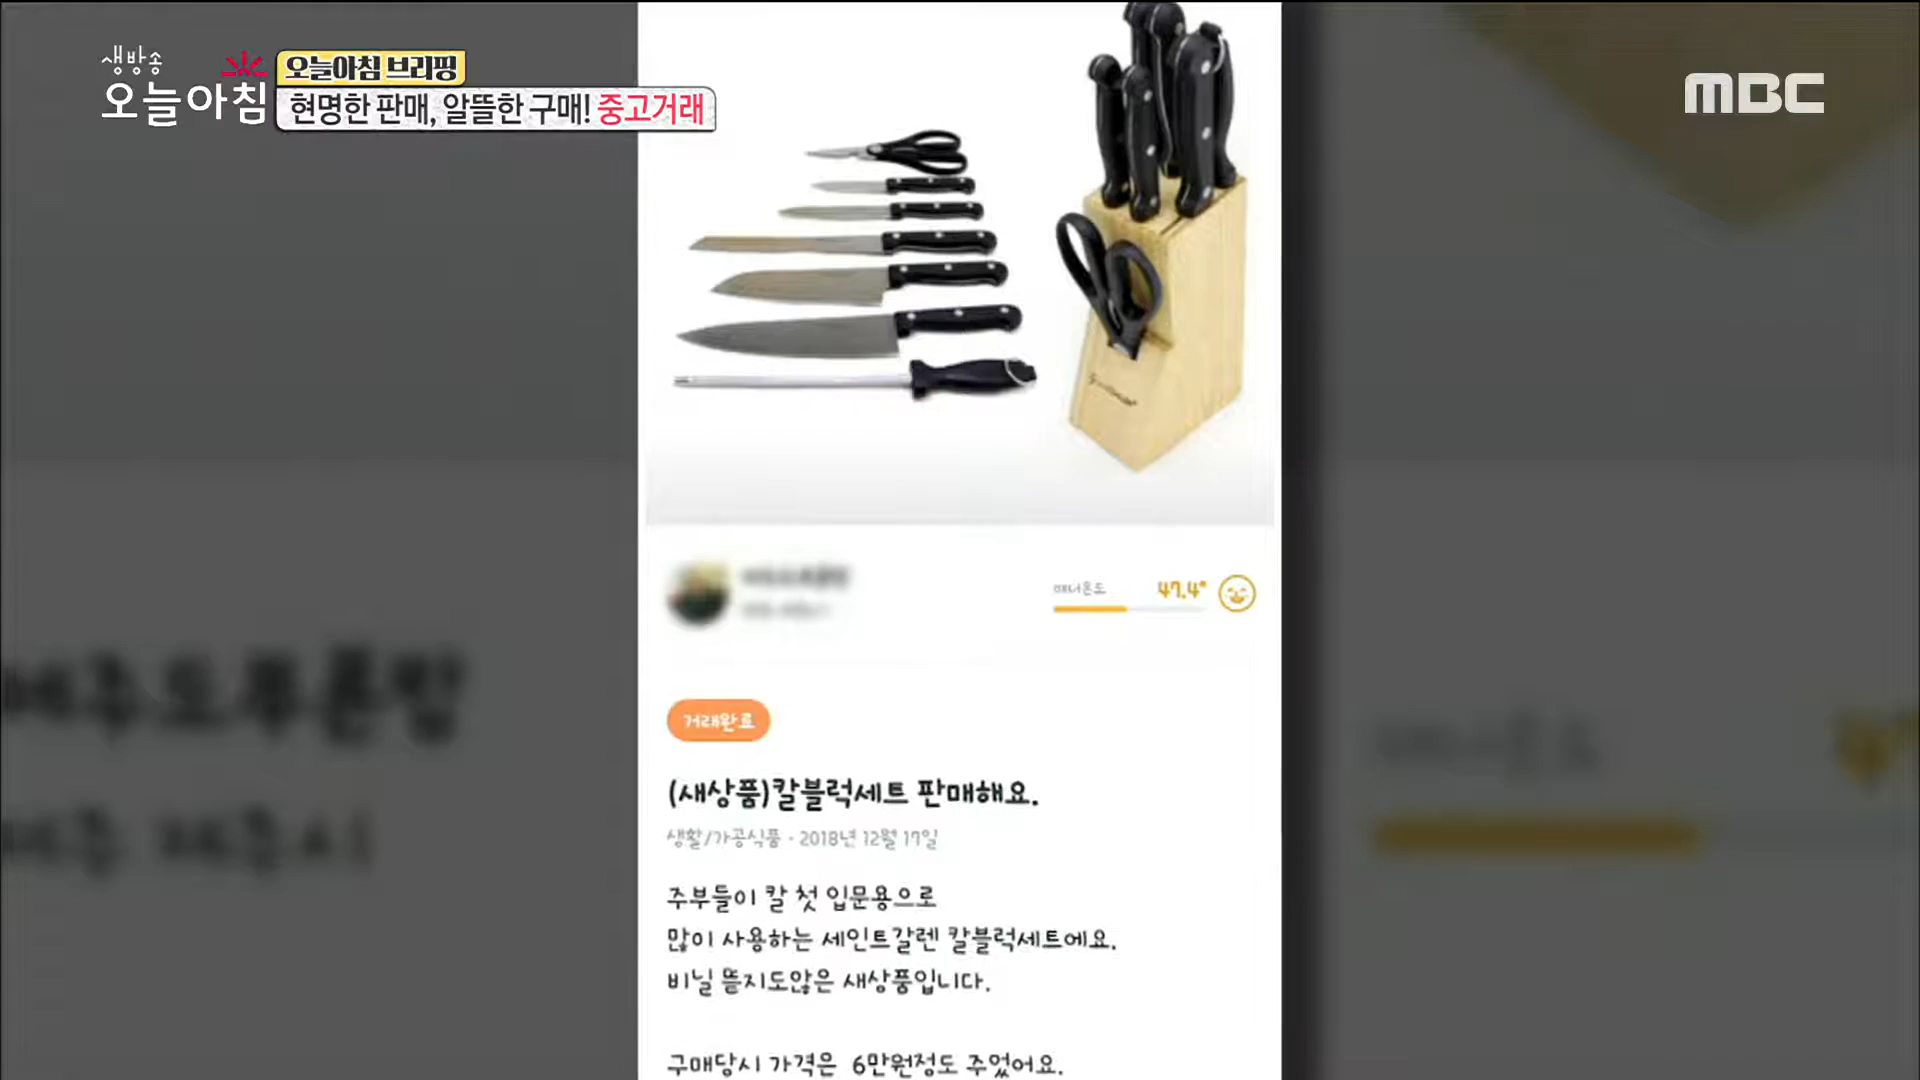 생방송
오늘아침
오늘아침 브리핑
현명한 판매, 알뜰한 구매! 중고거래
MBC
매너온도 47.4°
거래완료
(새상품)칼블럭세트 판매해요.
생활/가공식품 · 2018년 12월 17일
주부들이 칼 첫 입문용으로
많이 사용하는 세인트갈렌 칼블럭세트에요.
비닐 뜯지도않은 새상품입니다.
구매당시 가격은 6만원정도 주었어요.